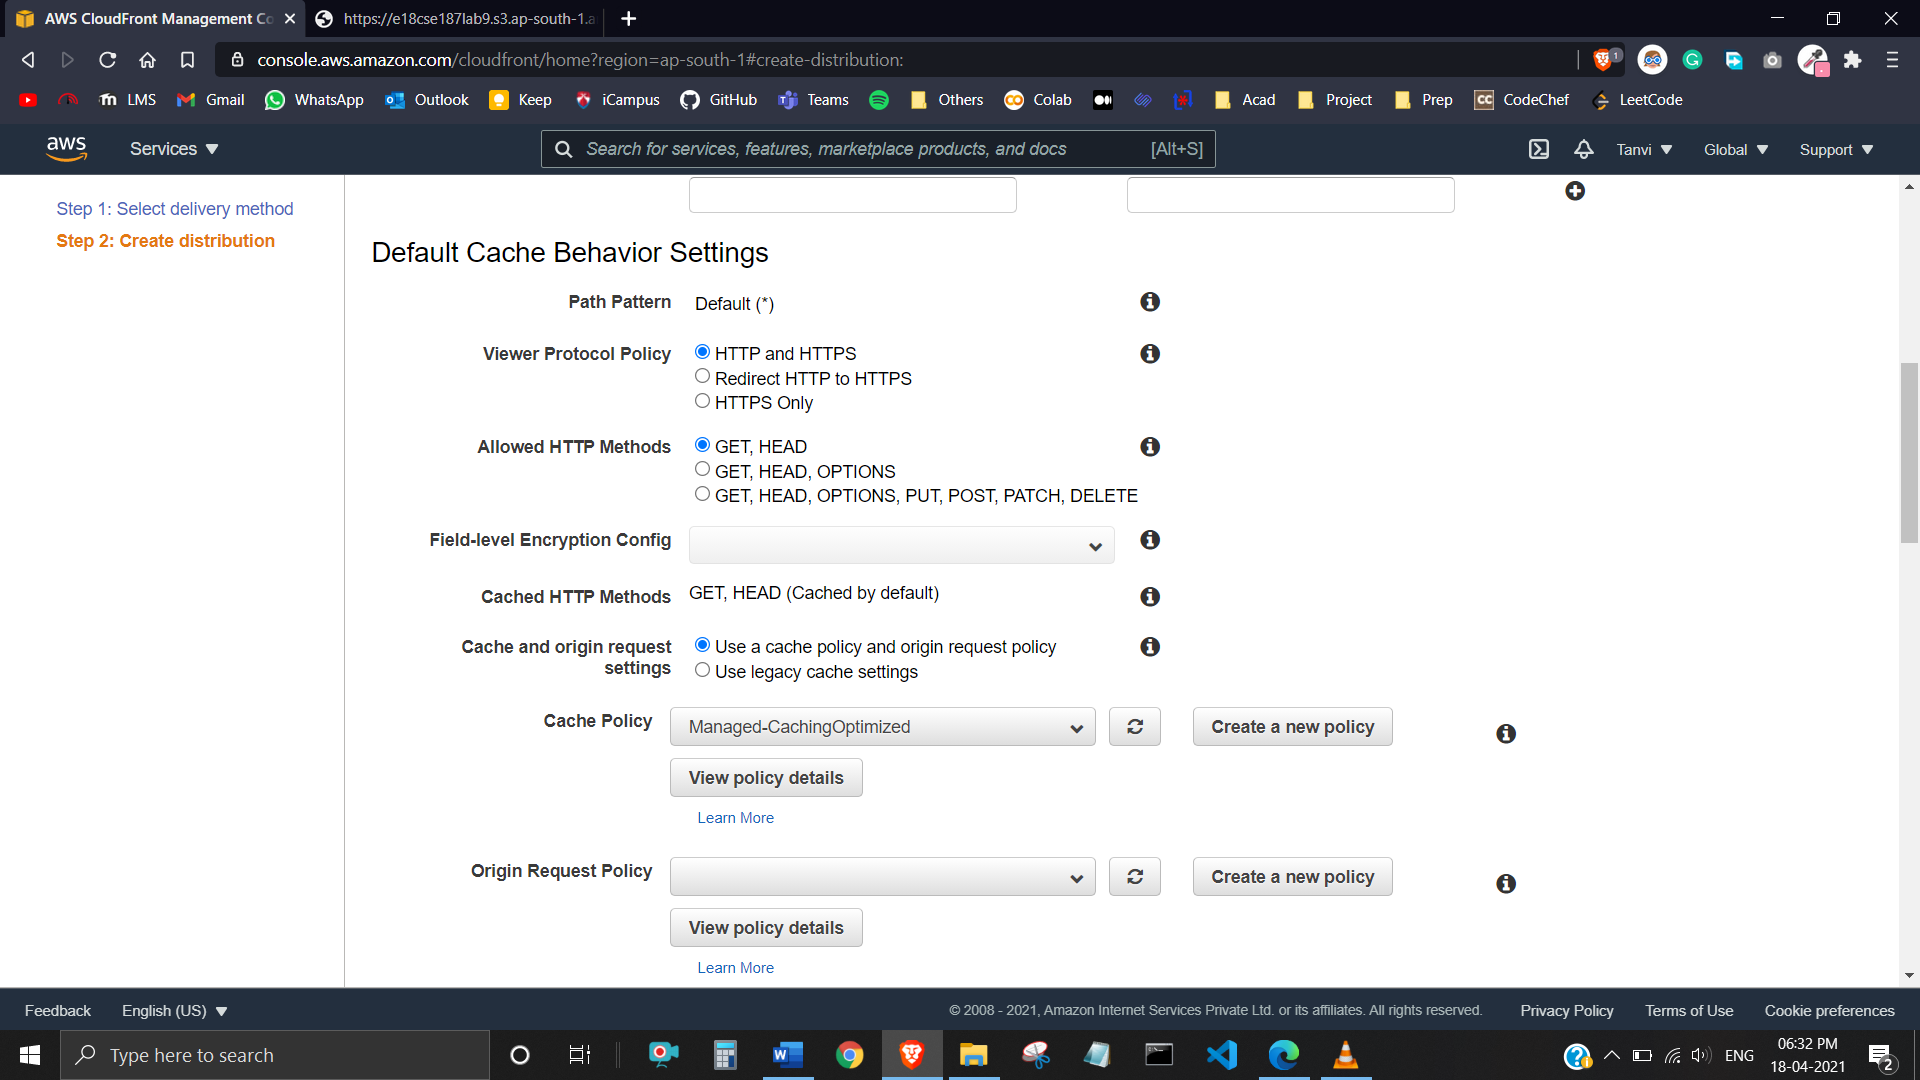 AWS CloudFront Management Co
https://e18cse187lab9.s3.ap-south-1.a
console.aws.amazon.com/cloudfront/home?region=ap-south-1#create-distribution:
1
LMS
Gmail
WhatsApp
Outlook
Keep
iCampus
GitHub
Teams
Others
Colab
Acad
Project
Prep
CC CodeChef
LeetCode
aws
Services
Search for services, features, marketplace products, and docs
[Alt+S]
Tanvi
Global
Support
Step 1: Select delivery method
Step 2: Create distribution
Default Cache Behavior Settings
Path Pattern
Default (*)
Viewer Protocol Policy
HTTP and HTTPS
Redirect HTTP to HTTPS
HTTPS Only
Allowed HTTP Methods
GET, HEAD
GET, HEAD, OPTIONS
GET, HEAD, OPTIONS, PUT, POST, PATCH, DELETE
Field-level Encryption Config
Cached HTTP Methods
GET, HEAD (Cached by default)
Cache and origin request
settings
Use a cache policy and origin request policy
Use legacy cache settings
Cache Policy
Managed-CachingOptimized
Create a new policy
View policy details
Learn More
Origin Request Policy
Create a new policy
View policy details
Learn More
Feedback
English (US)
© 2008 - 2021, Amazon Internet Services Private Ltd. or its affiliates. All rights reserved.
Privacy Policy
Terms of Use
Cookie preferences
Type here to search
ENG
06:32 PM
18-04-2021
2